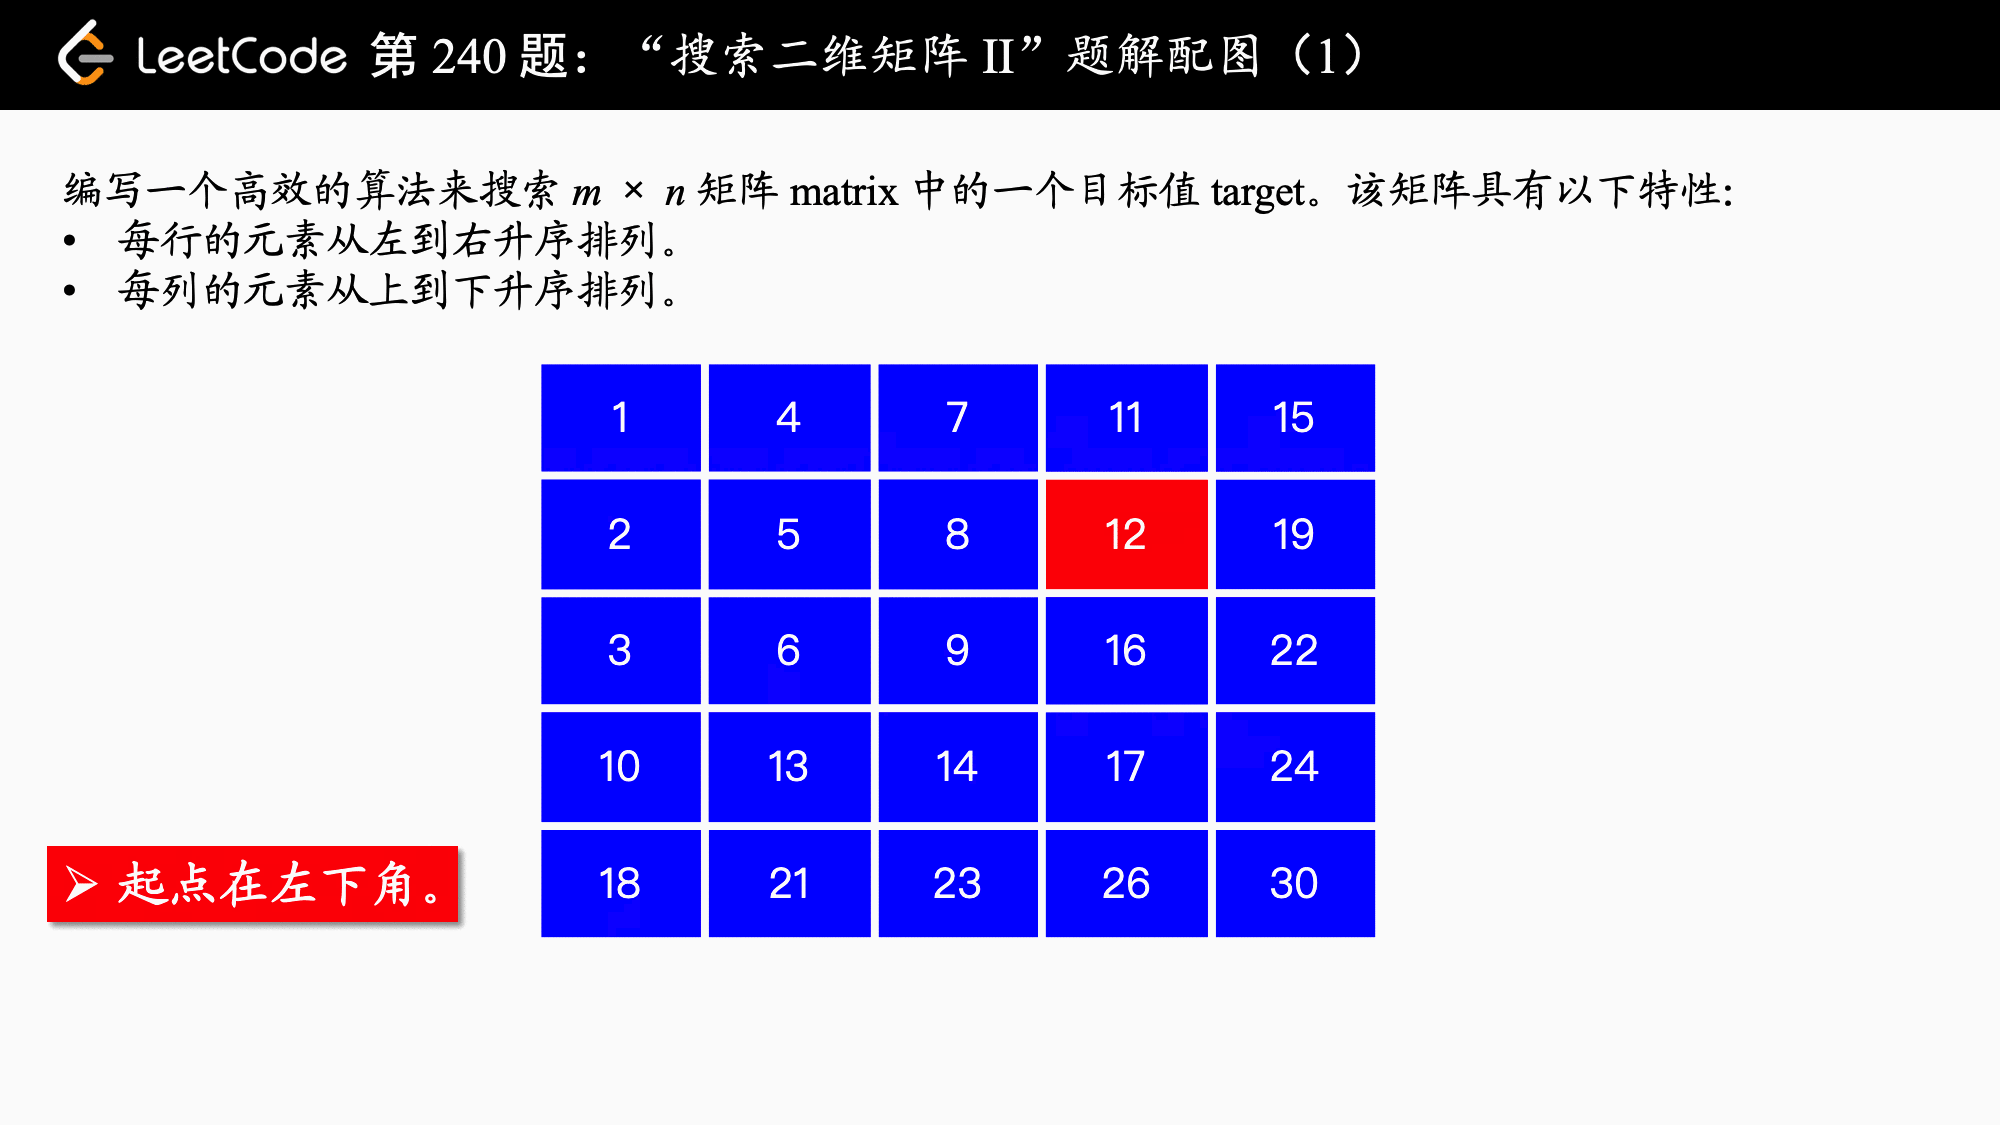 LeetCode 第 240 题：“搜索二维矩阵 II”题解配图（1）
编写一个高效的算法来搜索 m × n 矩阵 matrix 中的一个目标值 target。该矩阵具有以下特性:
• 每行的元素从左到右升序排列。
• 每列的元素从上到下升序排列。
1 4 7 11 15
2 5 8 12 19
3 6 9 16 22
10 13 14 17 24
18 21 23 26 30
➢ 起点在左下角。